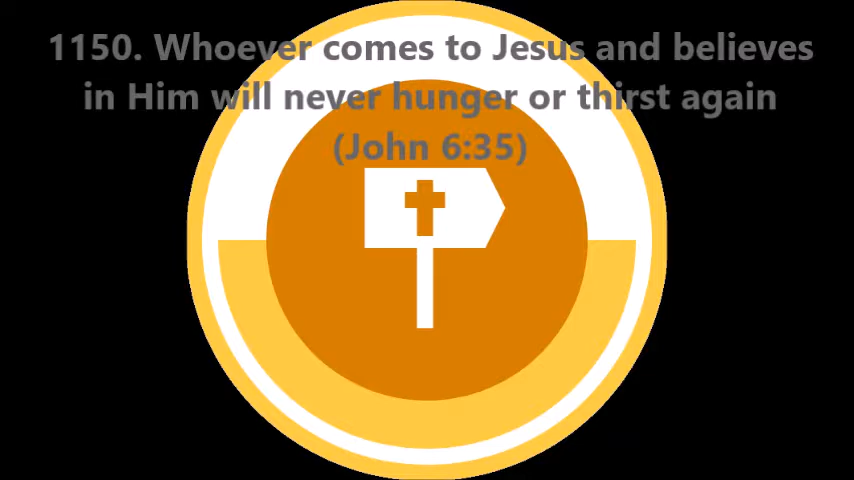 1150. Whoever comes to Jesus and believes
in Him will never hunger or thirst again
(John 6:35)